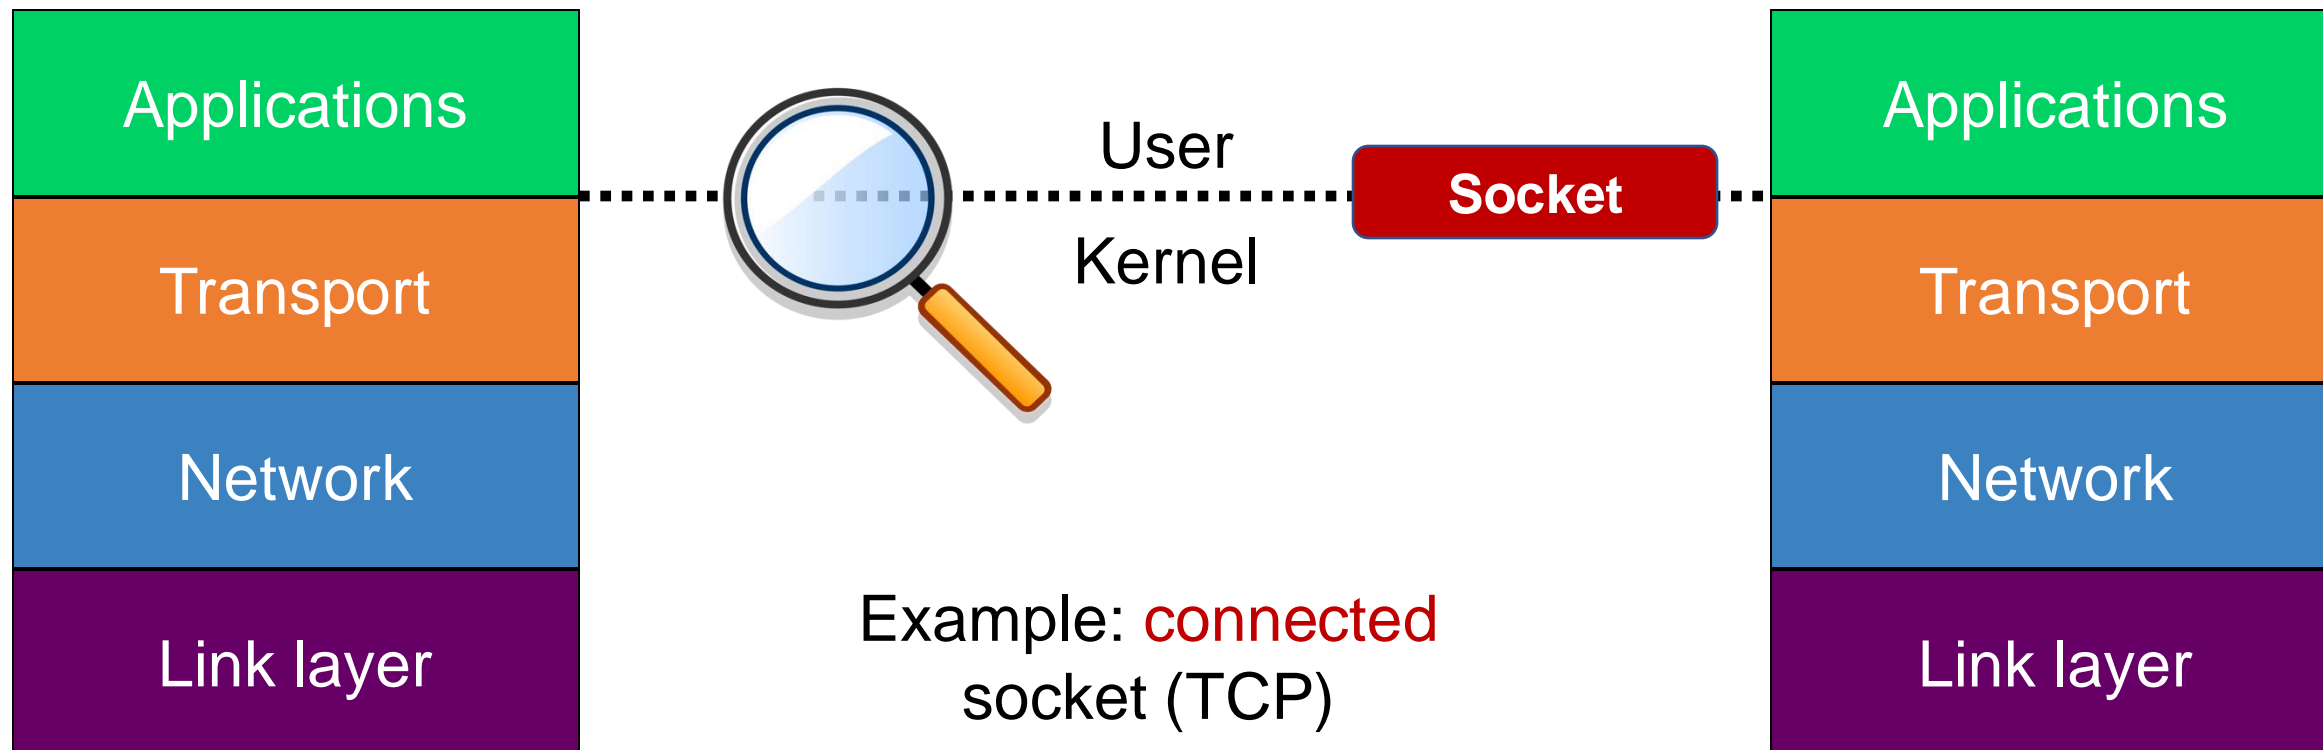 Applications
Transport
Network
Link layer
User
Kernel
Socket
Example: connected
socket (TCP)
Applications
Transport
Network
Link layer